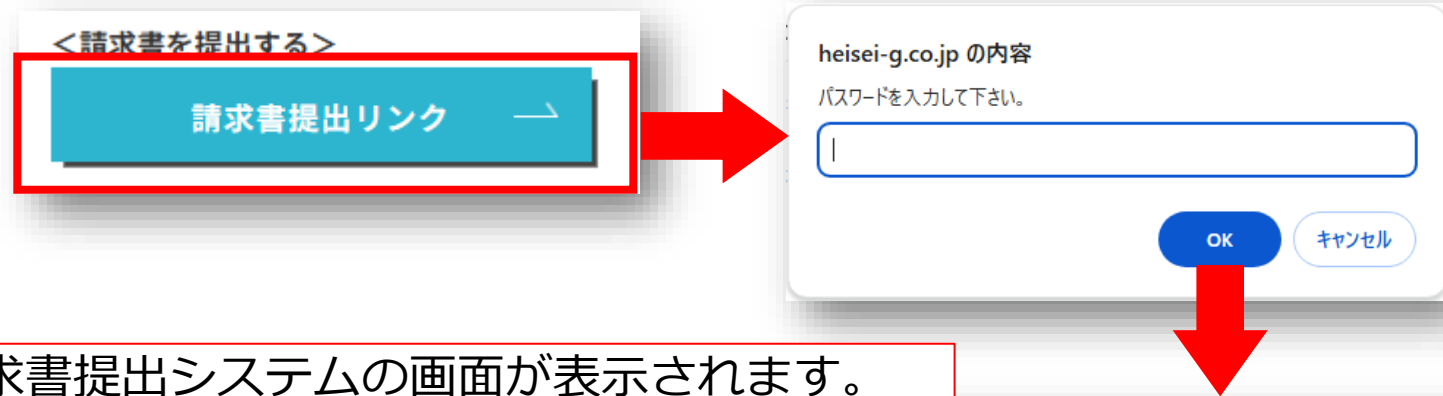 ＜請求書を提出する＞
請求書提出リンク
heisei-g.co.jp の内容
パスワードを入力して下さい。
OK
キャンセル
求書提出システムの画面が表示されます。